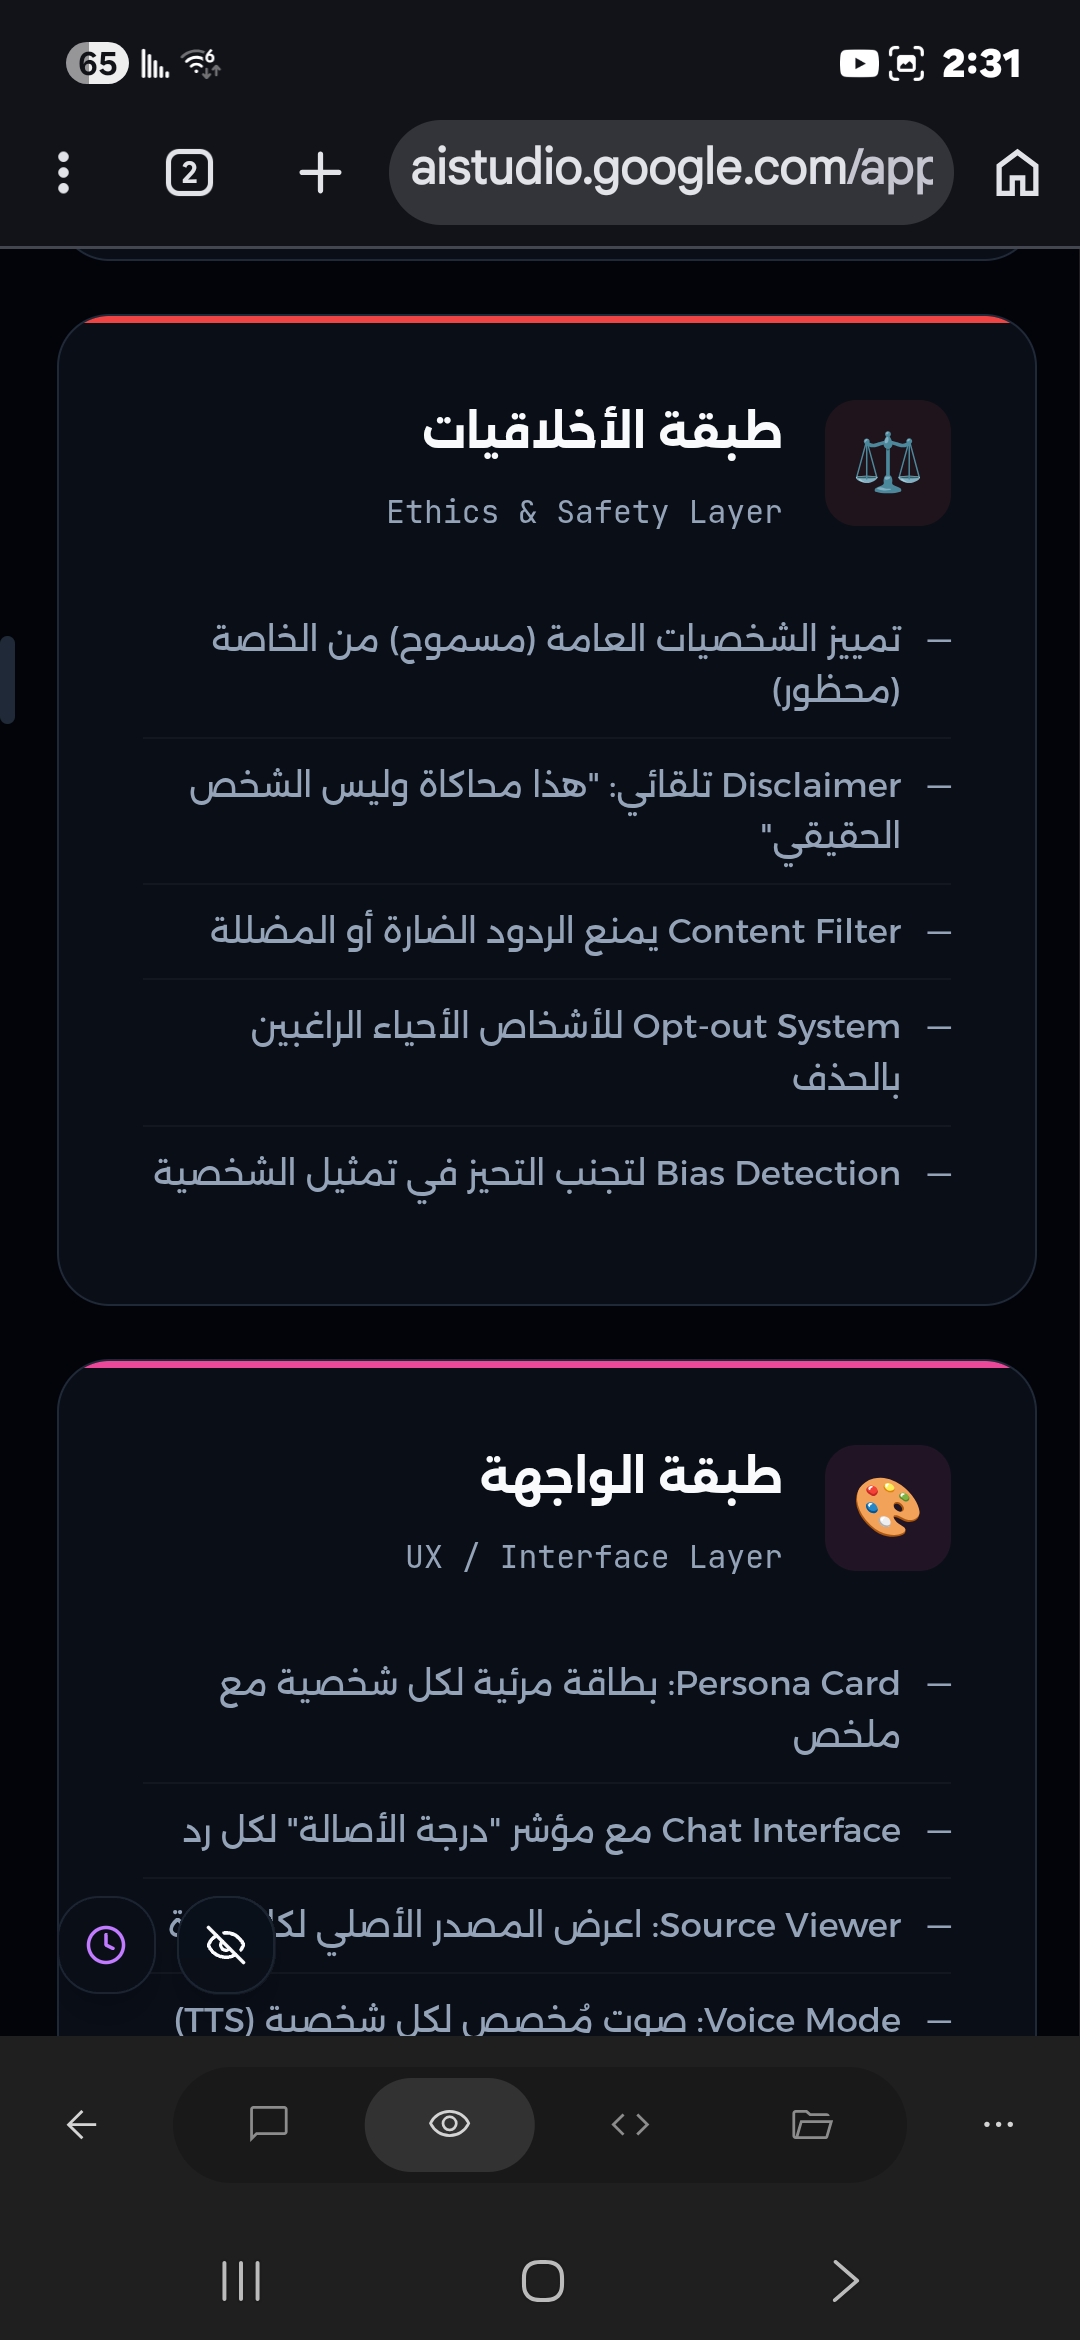 65
2:31
2
aistudio.google.com/app
طبقة الأخلاقيات
Ethics & Safety Layer
— تمييز الشخصيات العامة (مسموح) من الخاصة
(محظور)
— Disclaimer تلقائي: "هذا محاكاة وليس الشخص
الحقيقي"
— Content Filter يمنع الردود الضارة أو المضللة
— Opt-out System للأشخاص الأحياء الراغبين
بالحذف
— Bias Detection لتجنب التحيز في تمثيل الشخصية
طبقة الواجهة
UX / Interface Layer
— Persona Card: بطاقة مرئية لكل شخصية مع
ملخص
— Chat Interface مع مؤشر "درجة الأصالة" لكل رد
— Source Viewer: اعرض المصدر الأصلي
— Voice Mode: صوت مُخصص لكل شخصية (TTS)